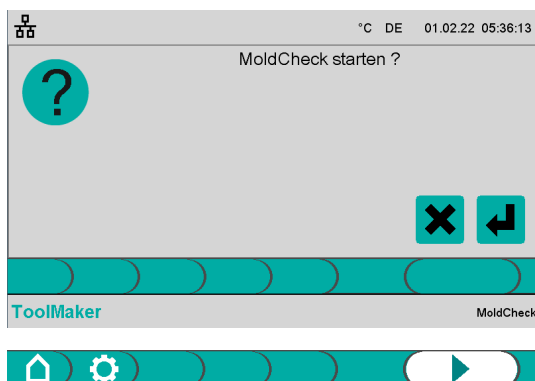 °C DE 01.02.22 05:36:13
MoldCheck starten ?
?
ToolMaker MoldCheck